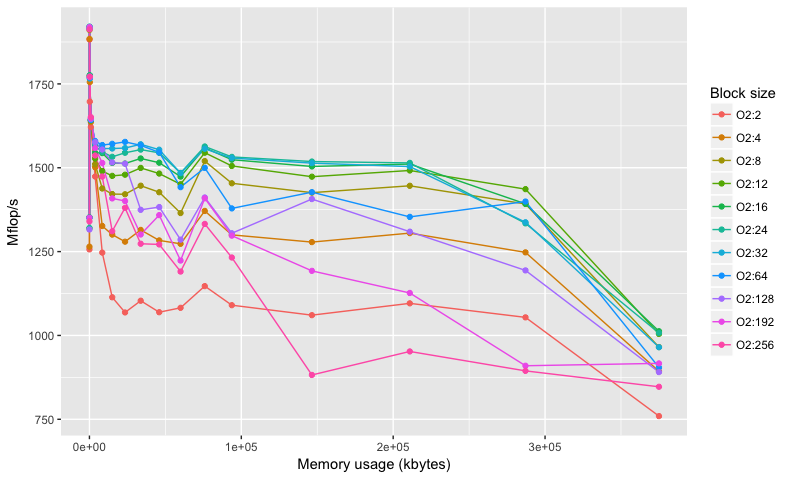 Mflop/s
1750
1500
1250
1000
750
0e+00 1e+05 2e+05 3e+05
Memory usage (kbytes)
Block size
O2:2
O2:4
O2:8
O2:12
O2:16
O2:24
O2:32
O2:64
O2:128
O2:192
O2:256